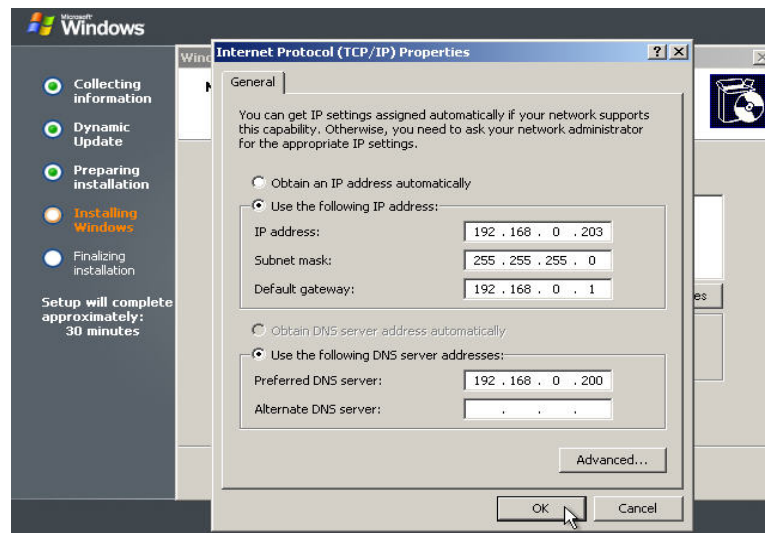 Microsoft
Windows
Collecting
information
Dynamic
Update
Preparing
installation
Installing
Windows
Finalizing
installation
Setup will complete
approximately:
30 minutes
Internet Protocol (TCP/IP) Properties
General
You can get IP settings assigned automatically if your network supports
this capability. Otherwise, you need to ask your network administrator
for the appropriate IP settings.
Obtain an IP address automatically
Use the following IP address:
IP address: 192 . 168 . 0 . 203
Subnet mask: 255 . 255 . 255 . 0
Default gateway: 192 . 168 . 0 . 1
Obtain DNS server address automatically
Use the following DNS server addresses:
Preferred DNS server: 192 . 168 . 0 . 200
Alternate DNS server: . . .
Advanced...
OK Cancel